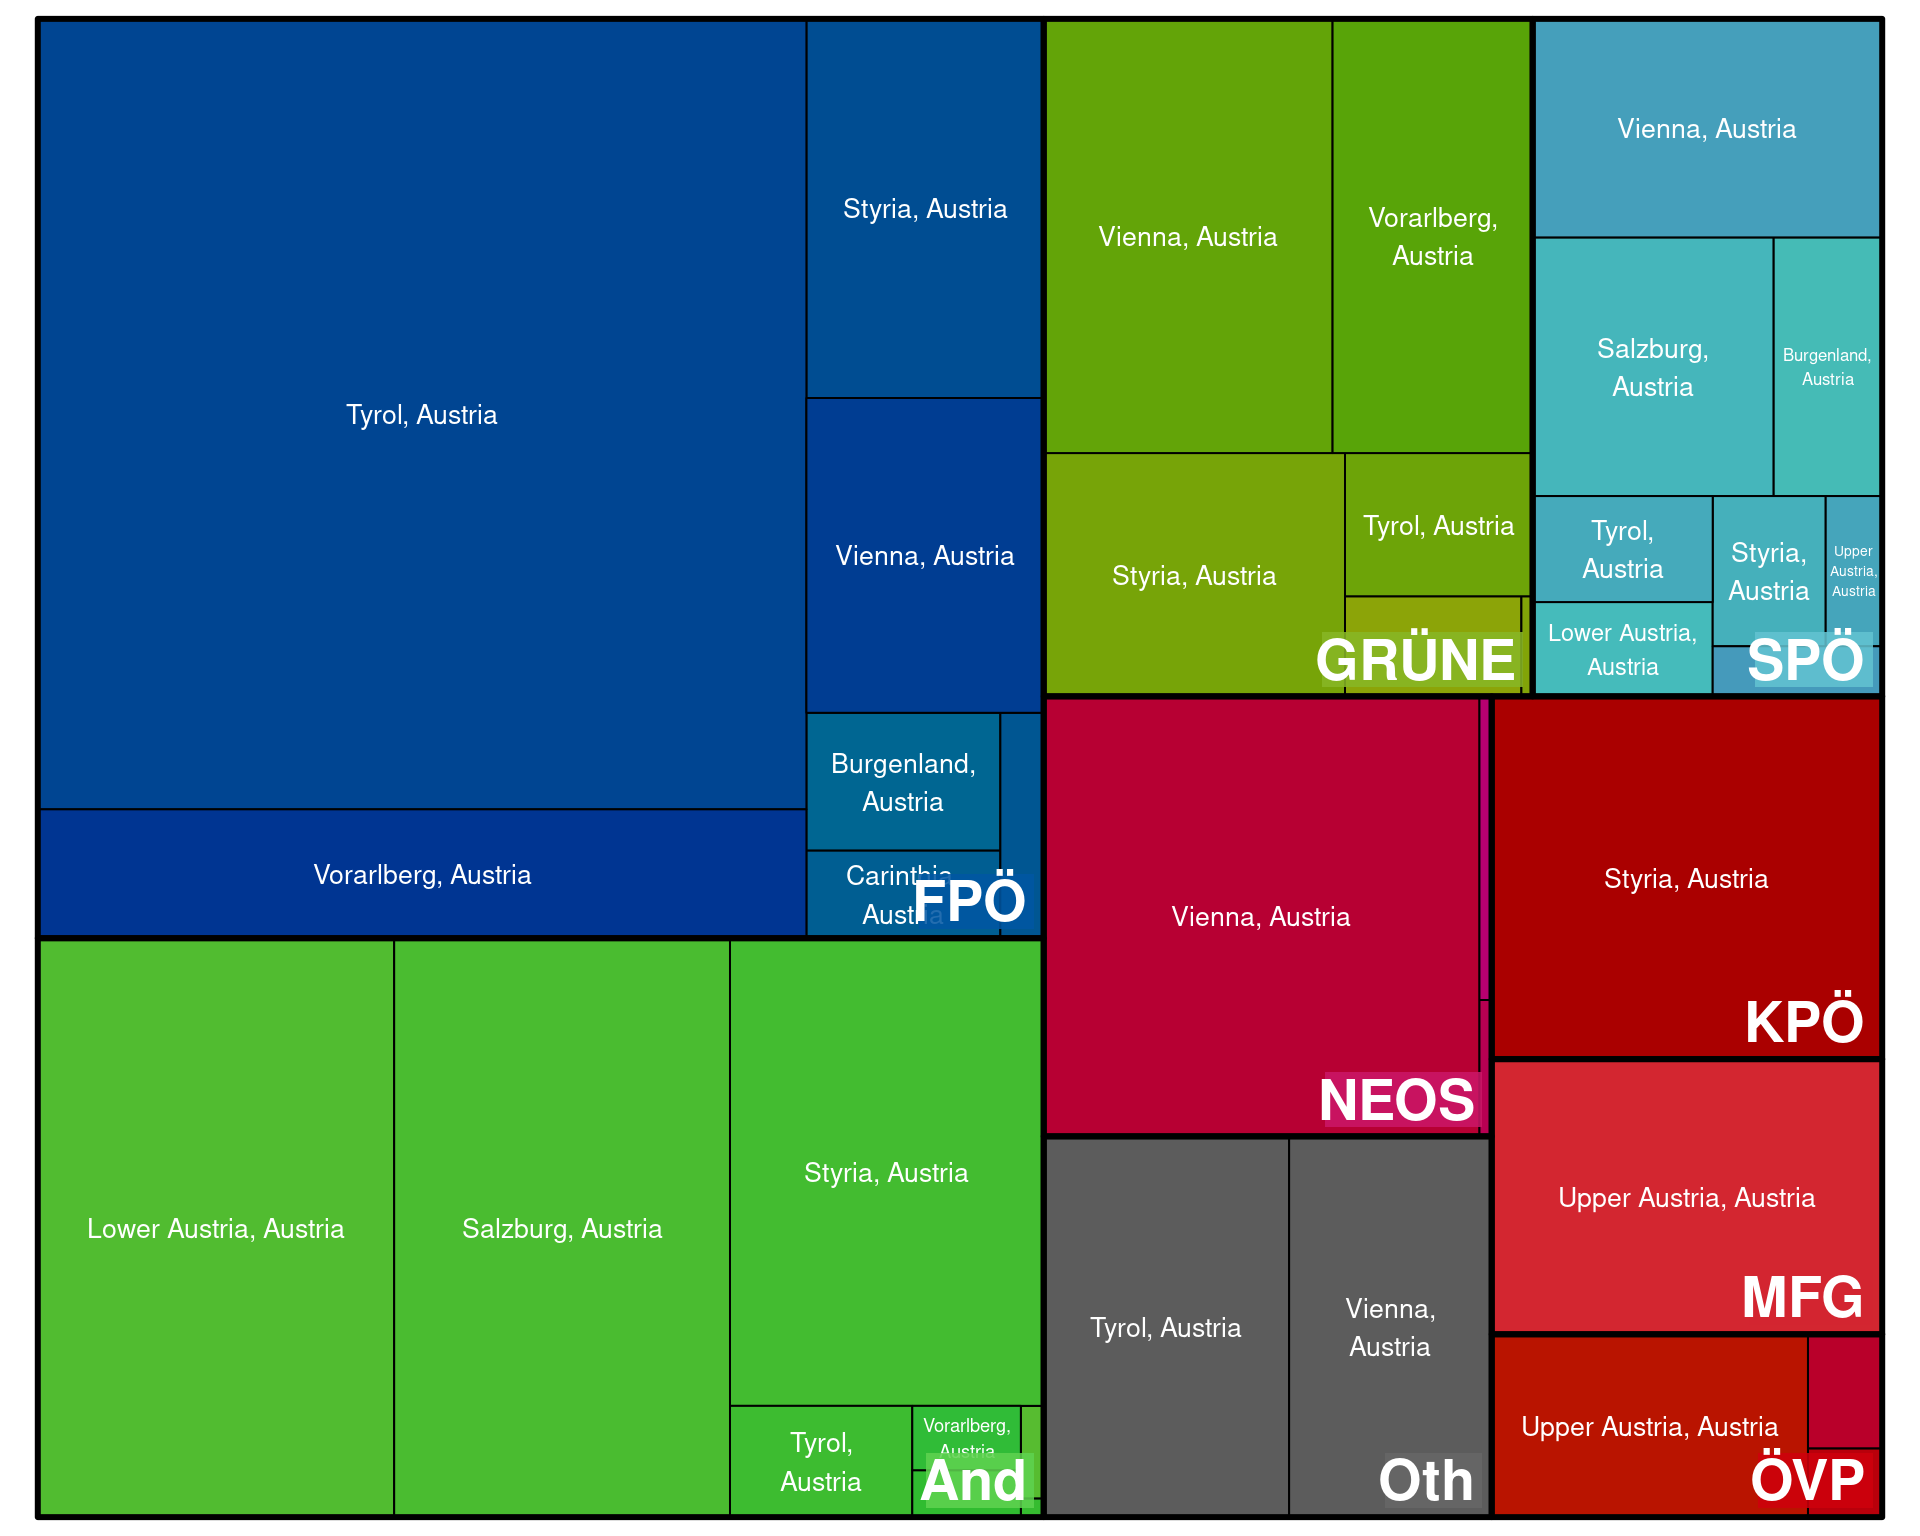 Tyrol, Austria
Styria, Austria
Vienna, Austria
Burgenland,
Austria
Carinthia,
Austria
Vorarlberg, Austria
FPÖ
Vienna, Austria
Vorarlberg,
Austria
Styria, Austria
Tyrol, Austria
GRÜNE
Vienna, Austria
Salzburg,
Austria
Burgenland,
Austria
Tyrol,
Austria
Styria,
Austria
Upper
Austria,
Austria
Lower Austria,
Austria
SPÖ
Lower Austria, Austria
Salzburg, Austria
Styria, Austria
Tyrol,
Austria
Vorarlberg,
Austria
And
Vienna, Austria
NEOS
Styria, Austria
KPÖ
Upper Austria, Austria
MFG
Tyrol, Austria
Vienna,
Austria
Oth
Upper Austria, Austria
ÖVP